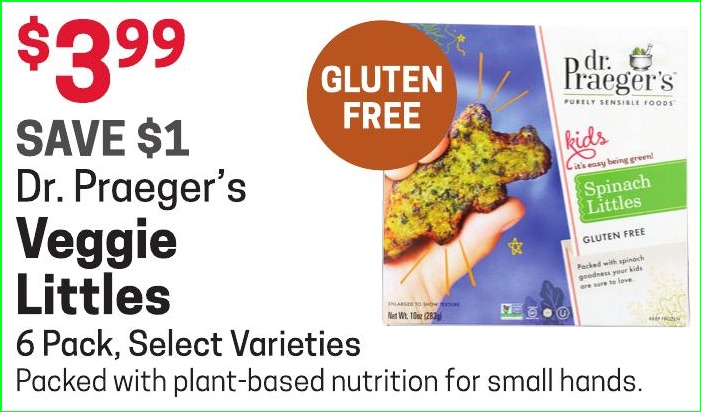 $3.99
SAVE $1
Dr. Praeger's
Veggie
Littles
6 Pack, Select Varieties
Packed with plant-based nutrition for small hands.
GLUTEN
FREE
dr.
Praeger's
PURELY SENSIBLE FOODS
kids
it's easy being green!
Spinach
Littles
GLUTEN FREE
Packed with spinach
goodness your kids
are sure to love.
ENLARGED TO SHOW TEXTURE
Net Wt. 10oz (283g)
KEEP FROZEN